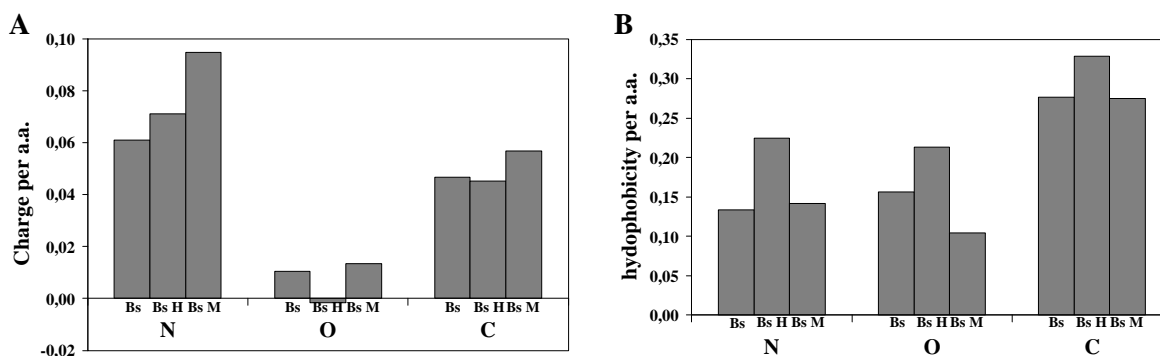 A
Charge per a.a.
0,10
0,08
0,06
0,04
0,02
0,00
-0.02
Bs Bs H Bs M Bs Bs H Bs M Bs Bs H Bs M
N O C
B
hydophobicity per a.a.
0,35
0,30
0,25
0,20
0,15
0,10
0,05
0,00
Bs Bs H Bs M Bs Bs H Bs M Bs Bs H Bs M
N O C